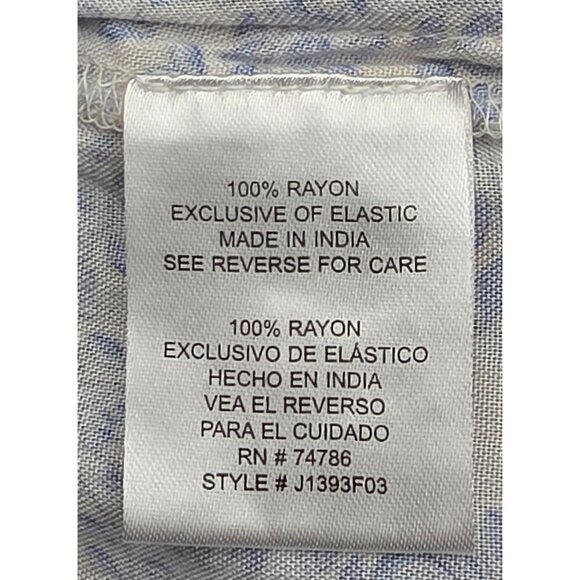 100% RAYON
EXCLUSIVE OF ELASTIC
MADE IN INDIA
SEE REVERSE FOR CARE
100% RAYON
EXCLUSIVO DE ELÁSTICO
HECHO EN INDIA
VEA EL REVERSO
PARA EL CUIDADO
RN # 74786
STYLE # J1393F03